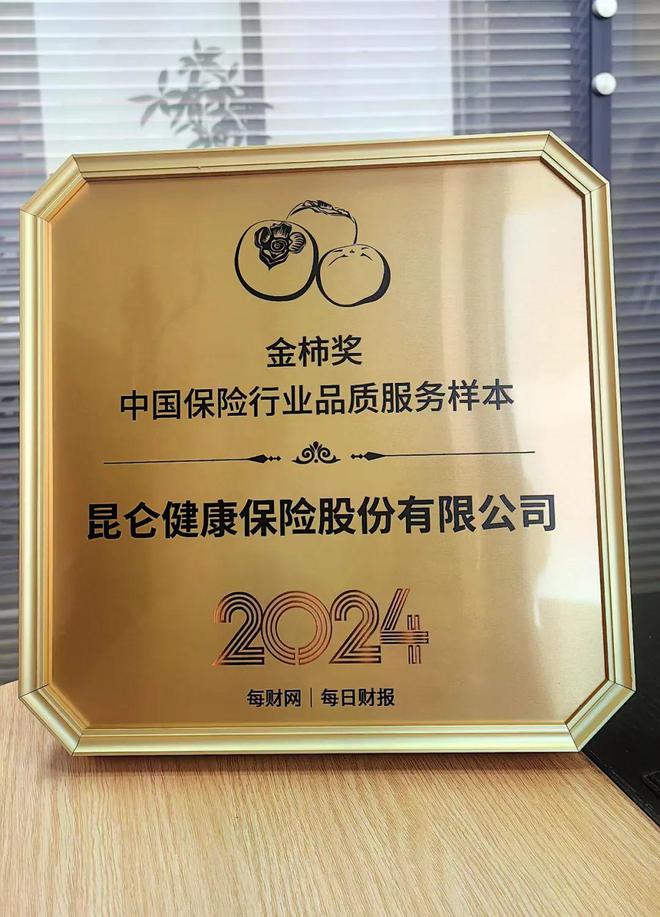 金柿奖
中国保险行业品质服务样本
昆仑健康保险股份有限公司
2024
每财网｜每日财报